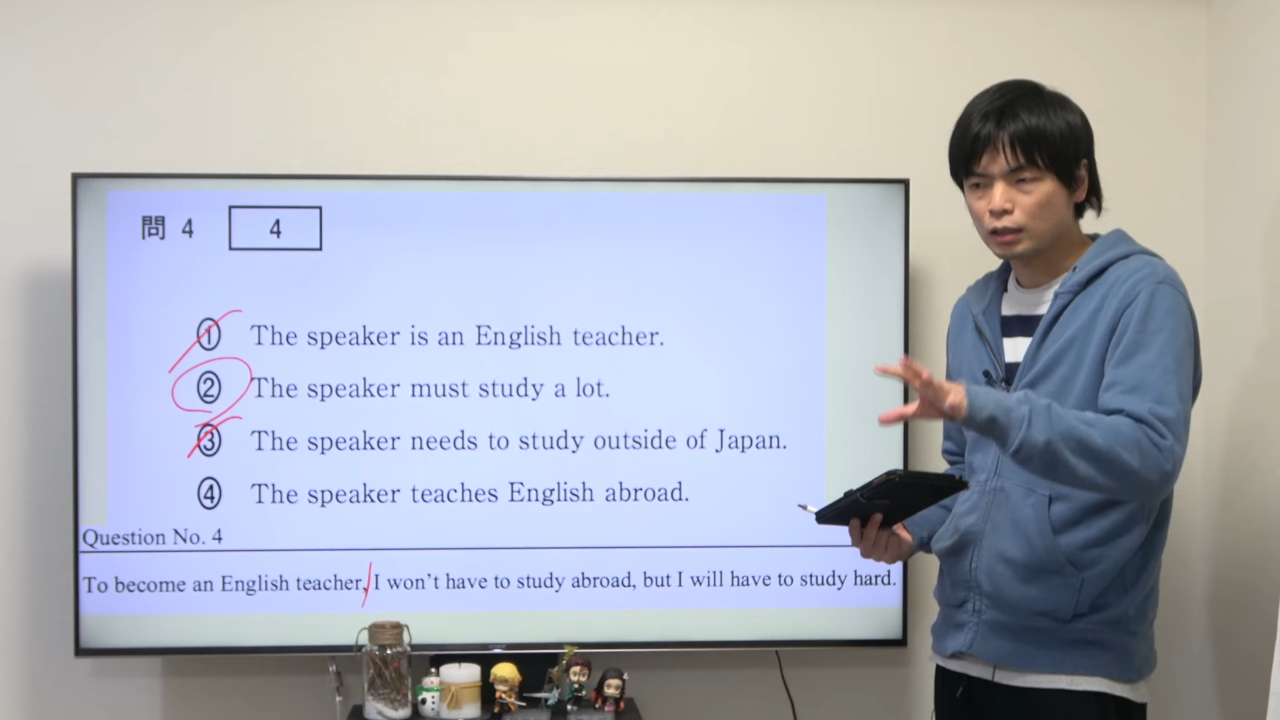 問 4 4
① The speaker is an English teacher.
② The speaker must study a lot.
③ The speaker needs to study outside of Japan.
④ The speaker teaches English abroad.
Question No. 4
To become an English teacher, I won't have to study abroad, but I will have to study hard.